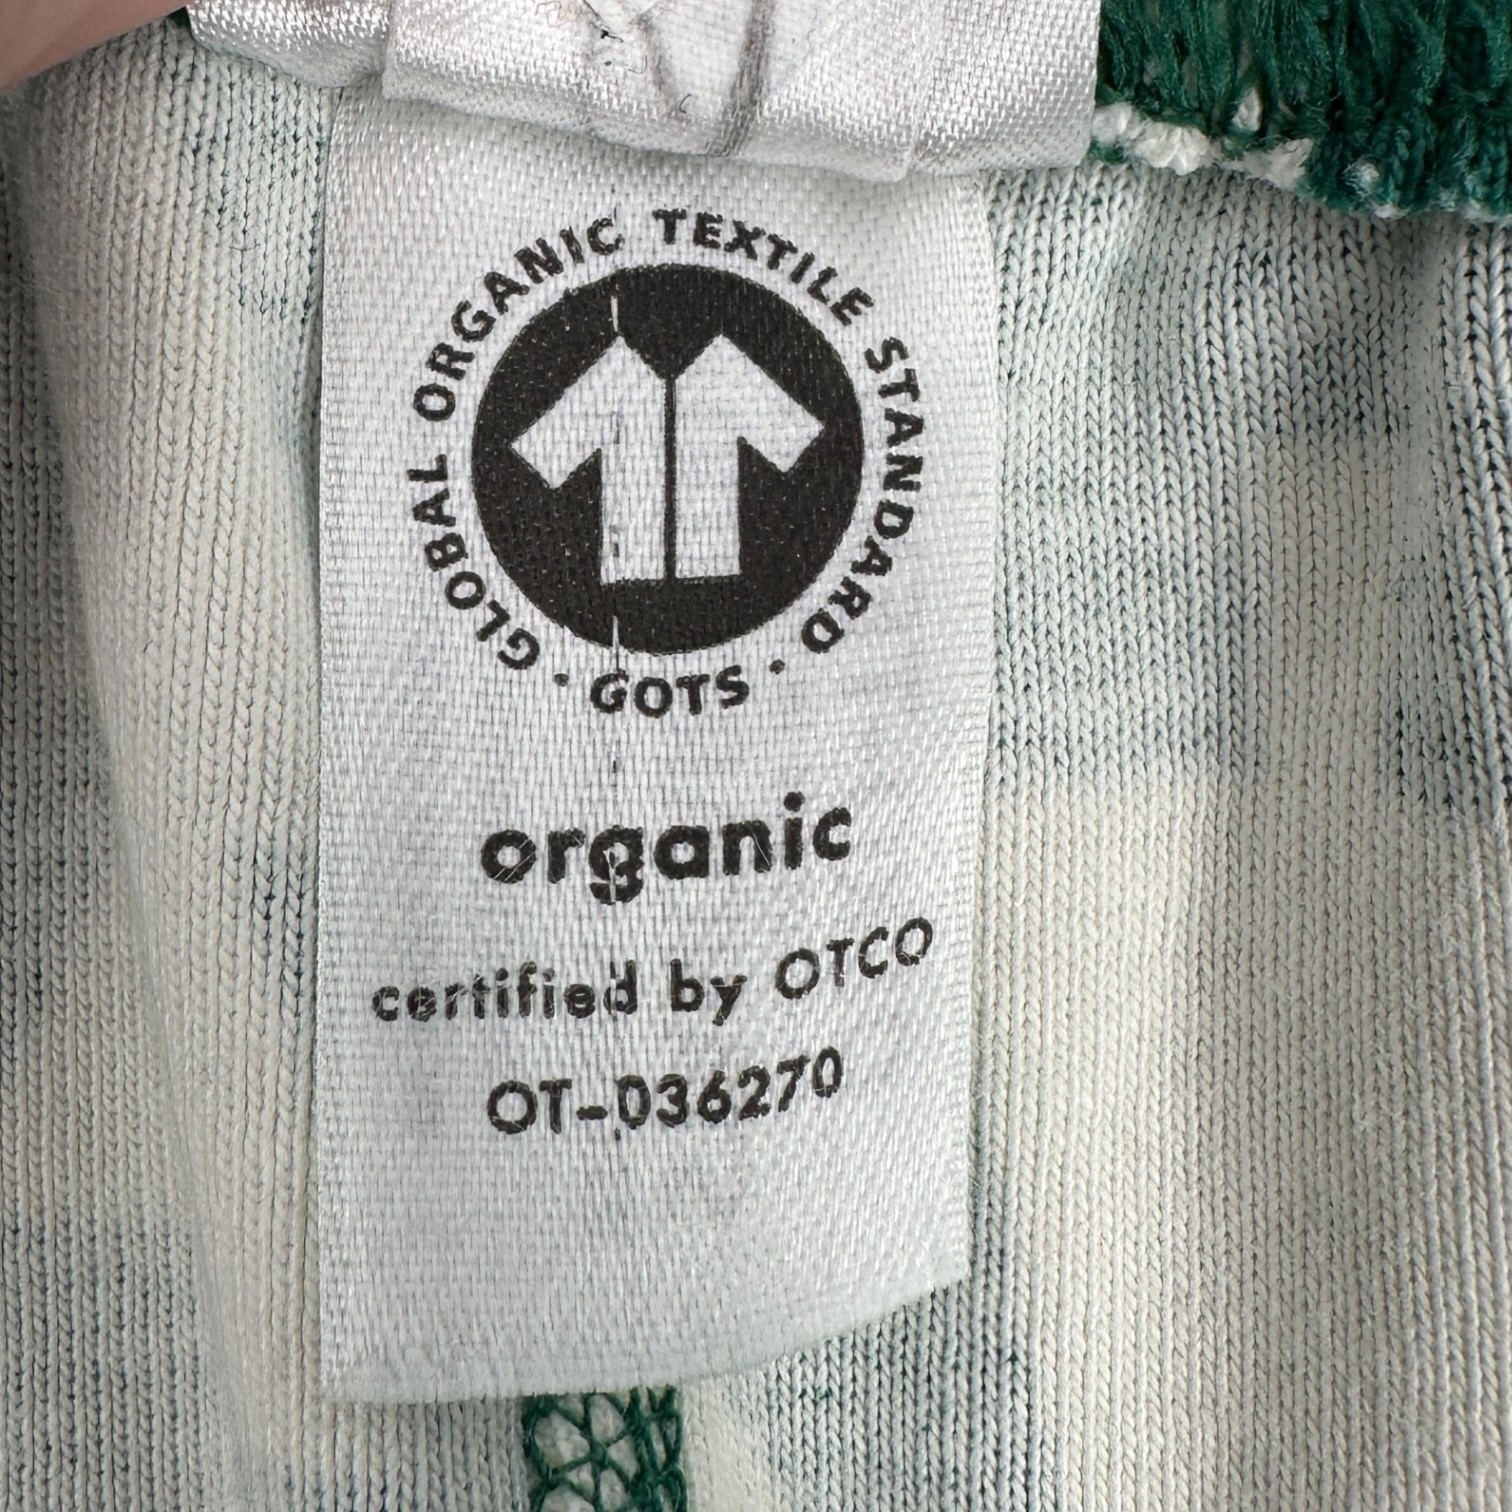 GLOBAL ORGANIC TEXTILE STANDARD · GOTS ·
organic
certified by OTCO
OT-036270